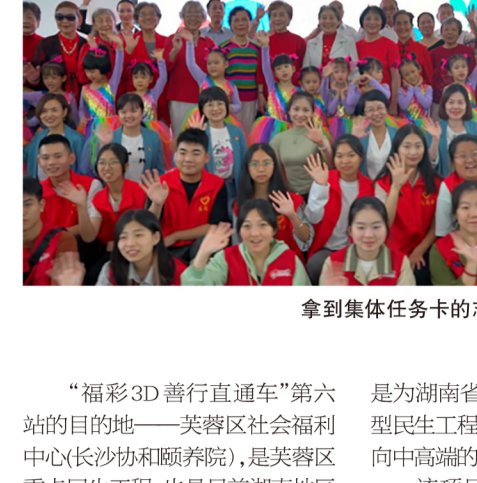 拿到集体任务卡的
“福彩3D善行直通车”第六
站的目的地——芙蓉区社会福利
中心(长沙协和颐养院)，是芙蓉区
是为湖南省
型民生工程
向中高端的